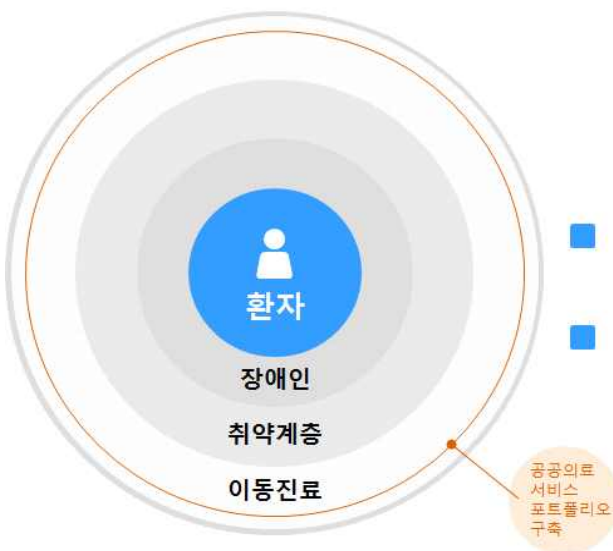 환자
장애인
취약계층
이동진료
공공의료
서비스
포트폴리오
구축